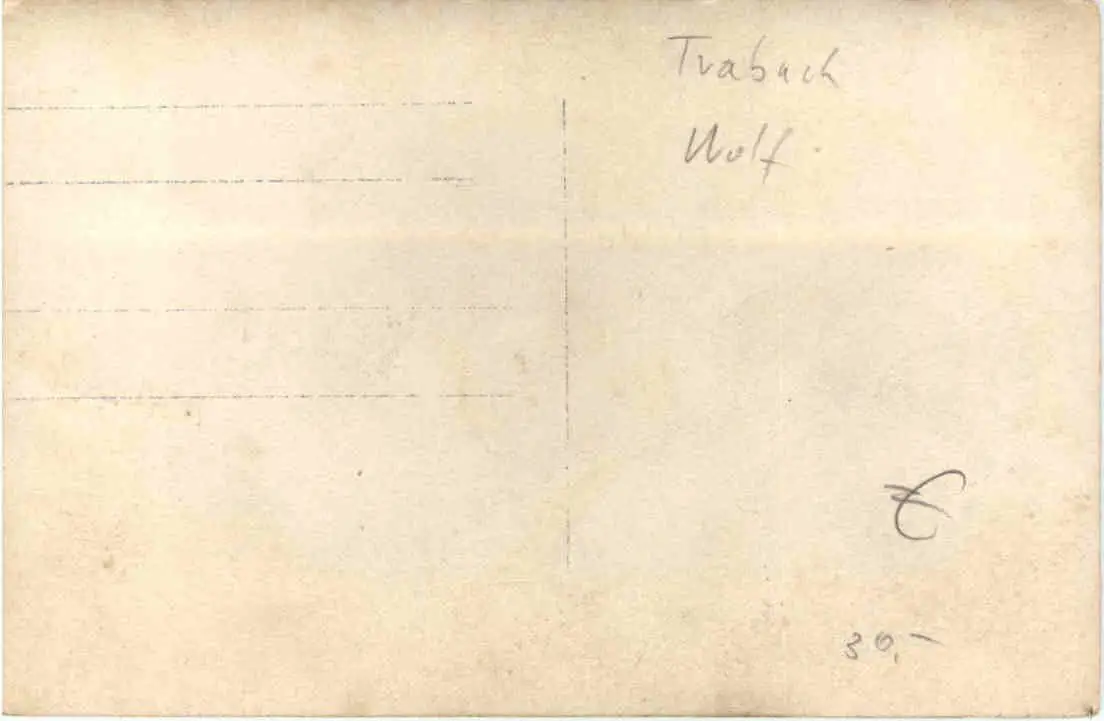 Trabach
Wolf
€
30,-